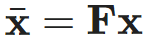 x̄ = Fx